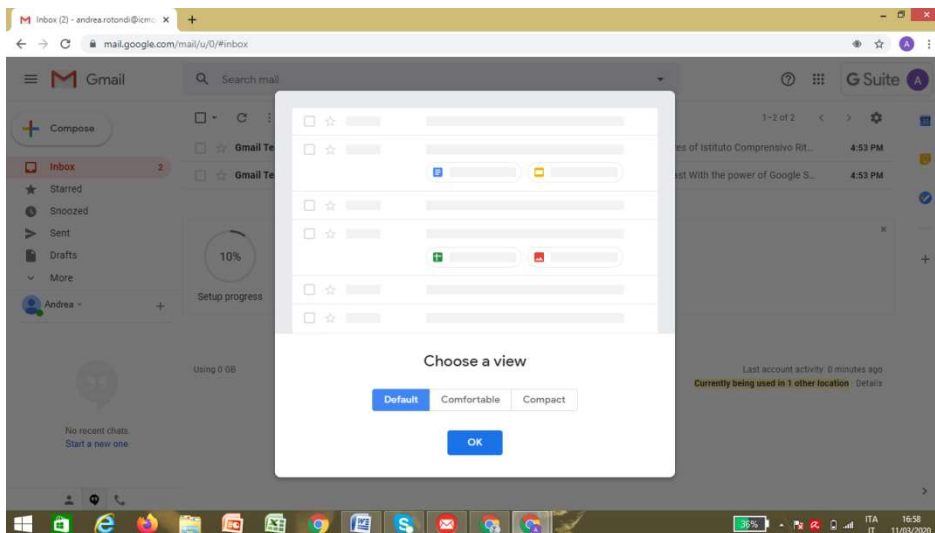 Inbox (2) - andrea.rotondi@icmo
mail.google.com/mail/u/0/#inbox
A
Gmail
Search mail
G Suite
A
Compose
1–2 of 2
Gmail Te
es of Istituto Comprensivo Rit...
4:53 PM
Inbox
2
Gmail Te
ast With the power of Google S...
4:53 PM
Starred
Snoozed
Sent
Drafts
10%
More
Setup progress
Andrea
Choose a view
Using 0 GB
Last account activity: 0 minutes ago
Currently being used in 1 other location
Details
Default
Comfortable
Compact
No recent chats
Start a new one
OK
36%
ITA
16:58
IT
11/03/2020